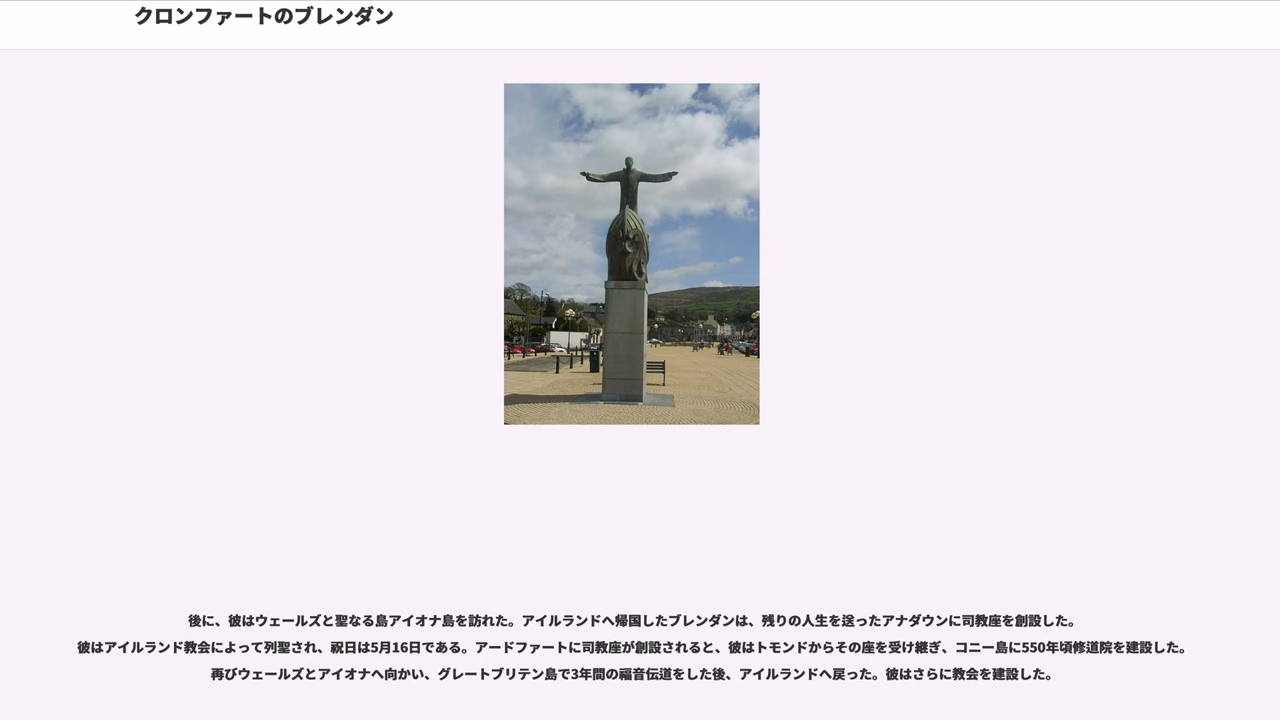 クロンファートのブレンダン
後に、彼はウェールズと聖なる島アイオナ島を訪れた。アイルランドへ帰国したブレンダンは、残りの人生を送ったアナダウンに司教座を創設した。
彼はアイルランド教会によって列聖され、祝日は5月16日である。アードファートに司教座が創設されると、彼はトモンドからその座を受け継ぎ、コニー島に550年頃修道院を建設した。
再びウェールズとアイオナへ向かい、グレートブリテン島で3年間の福音伝道をした後、アイルランドへ戻った。彼はさらに教会を建設した。